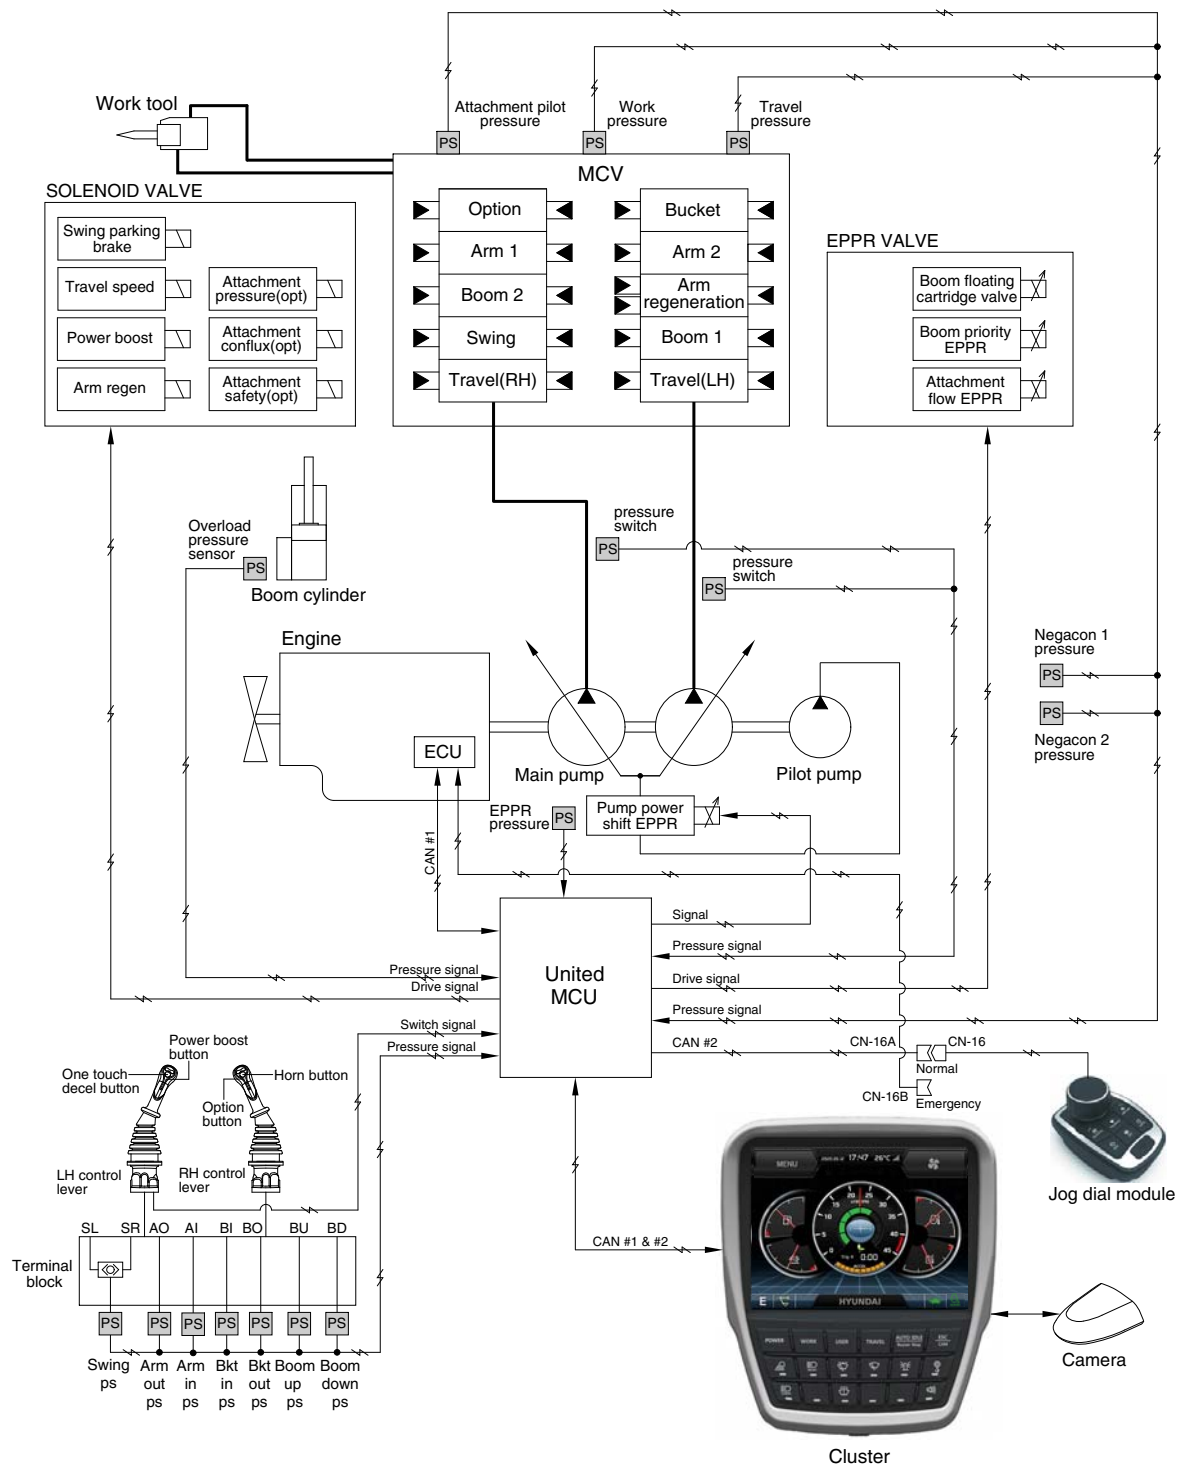 Work tool
Attachment pilot
pressure
Work
pressure
Travel
pressure
PS
PS
PS
SOLENOID VALVE
Swing parking
brake
Travel speed
Power boost
Arm regen
Attachment
pressure(opt)
Attachment
conflux(opt)
Attachment
safety(opt)
MCV
Option
Arm 1
Boom 2
Swing
Travel(RH)
Bucket
Arm 2
Arm
regeneration
Boom 1
Travel(LH)
EPPR VALVE
Boom floating
cartridge valve
Boom priority
EPPR
Attachment
flow EPPR
Overload
pressure
sensor
PS
Boom cylinder
pressure
switch
PS
pressure
switch
PS
Engine
ECU
Main pump
Pilot pump
Negacon 1
pressure
PS
PS
Negacon 2
pressure
EPPR
pressure
PS
Pump power
shift EPPR
CAN #1
United
MCU
Pressure signal
Drive signal
Switch signal
Pressure signal
Signal
Pressure signal
Drive signal
Pressure signal
CAN #2
CN-16A
CN-16
Normal
CN-16B
Emergency
Power boost
button
One touch
decel button
Horn button
Option
button
LH control
lever
RH control
lever
Jog dial module
CAN #1 & #2
SL
SR
AO
AI
BI
BO
BU
BD
Terminal
block
PS
PS
PS
PS
PS
PS
PS
Swing
ps
Arm
out
ps
Arm
in
ps
Bkt
in
ps
Bkt
out
ps
Boom
up
ps
Boom
down
ps
MENU
17:47
26°C
0:00
E
HYUNDAI
POWER
WORK
USER
TRAVEL
AUTO IDLE
ESC
Camera
Cluster